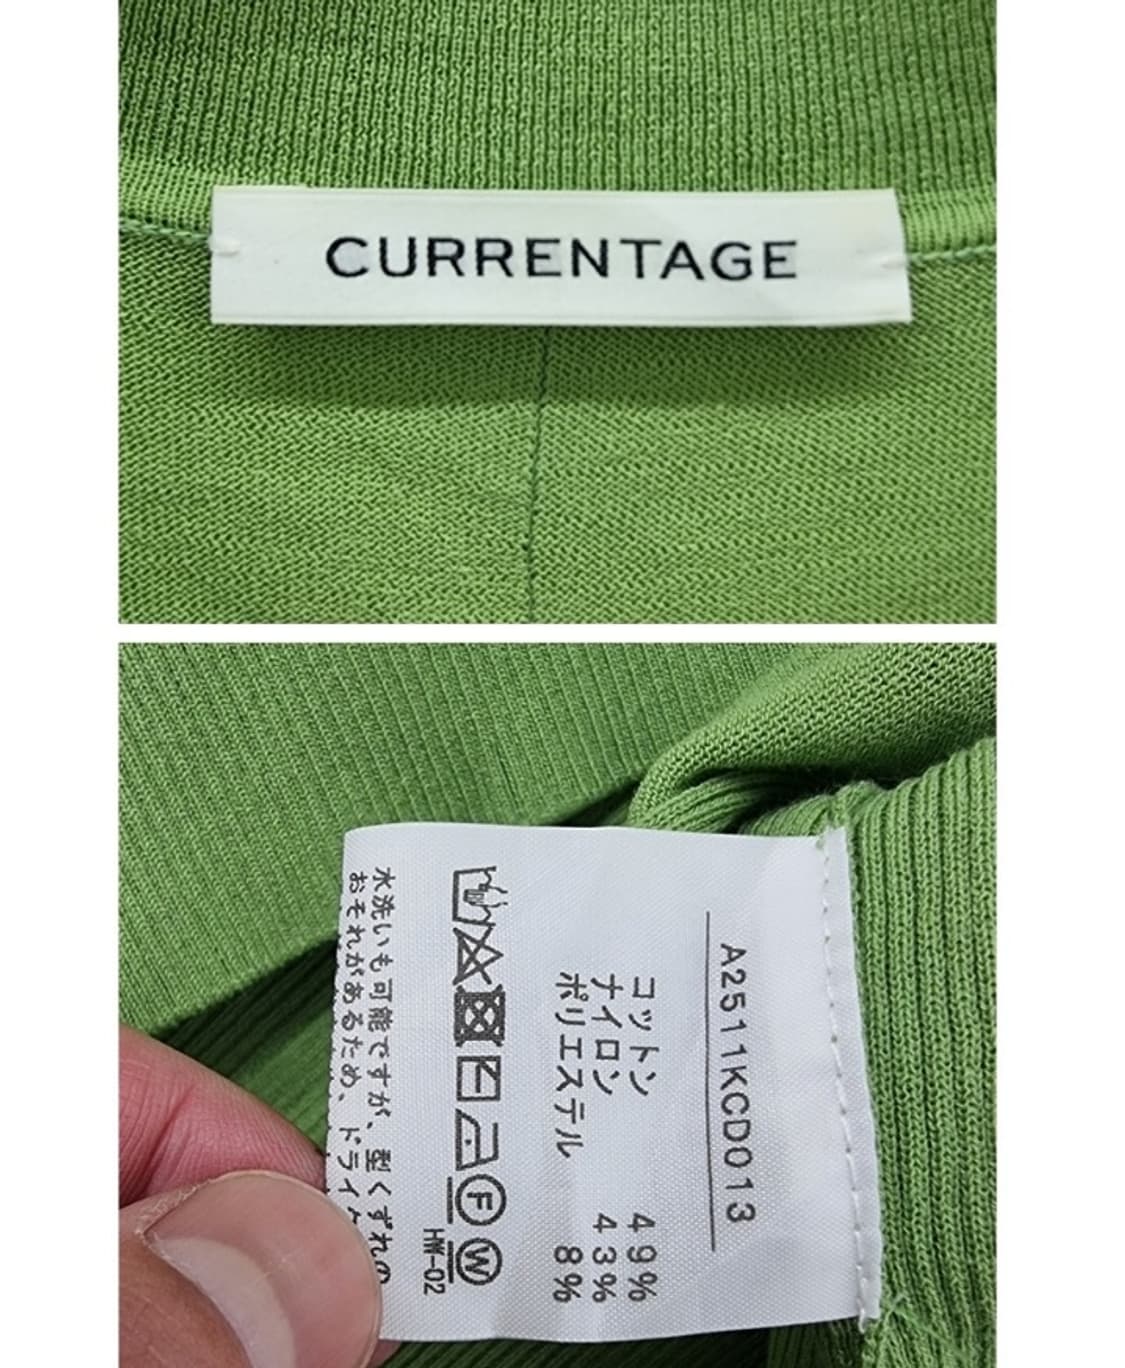 CURRENTAGE
A2511KCD013
コットン 49%
ナイロン 43%
ポリエステル 8%
F W
HW-02
水洗いも可能ですが、型くずれの
おそれがあるため、ドライ